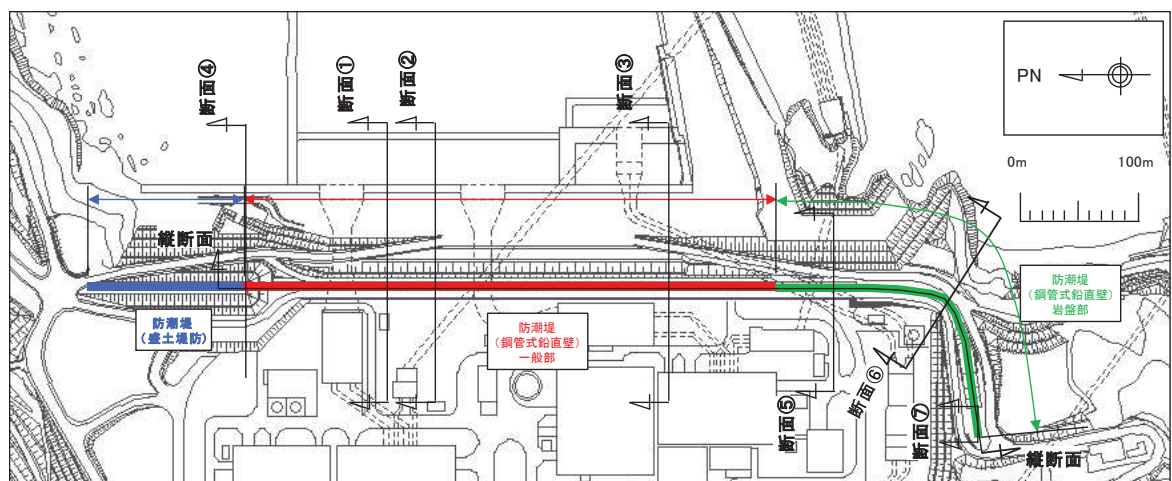 断面④
断面①
断面②
断面③
PN
0m 100m
縦断面
防潮堤
（盛土堤防）
防潮堤
（鋼管式鉛直壁）
一般部
防潮堤
（鋼管式鉛直壁）
岩盤部
断面⑤
断面⑥
断面⑦
縦断面